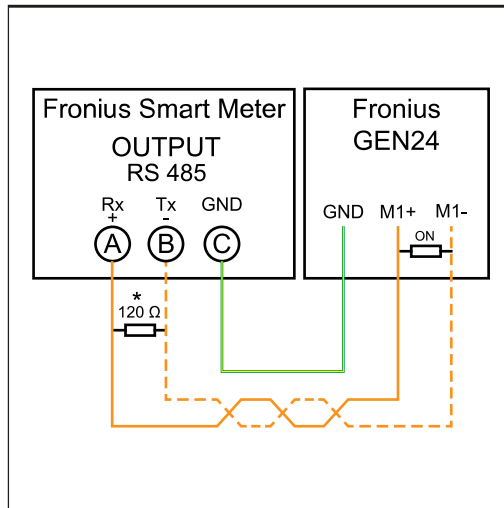 Fronius Smart Meter
OUTPUT
RS 485
Rx Tx GND
+ -
A B C
*
120 Ω
Fronius
GEN24
GND M1+ M1-
ON